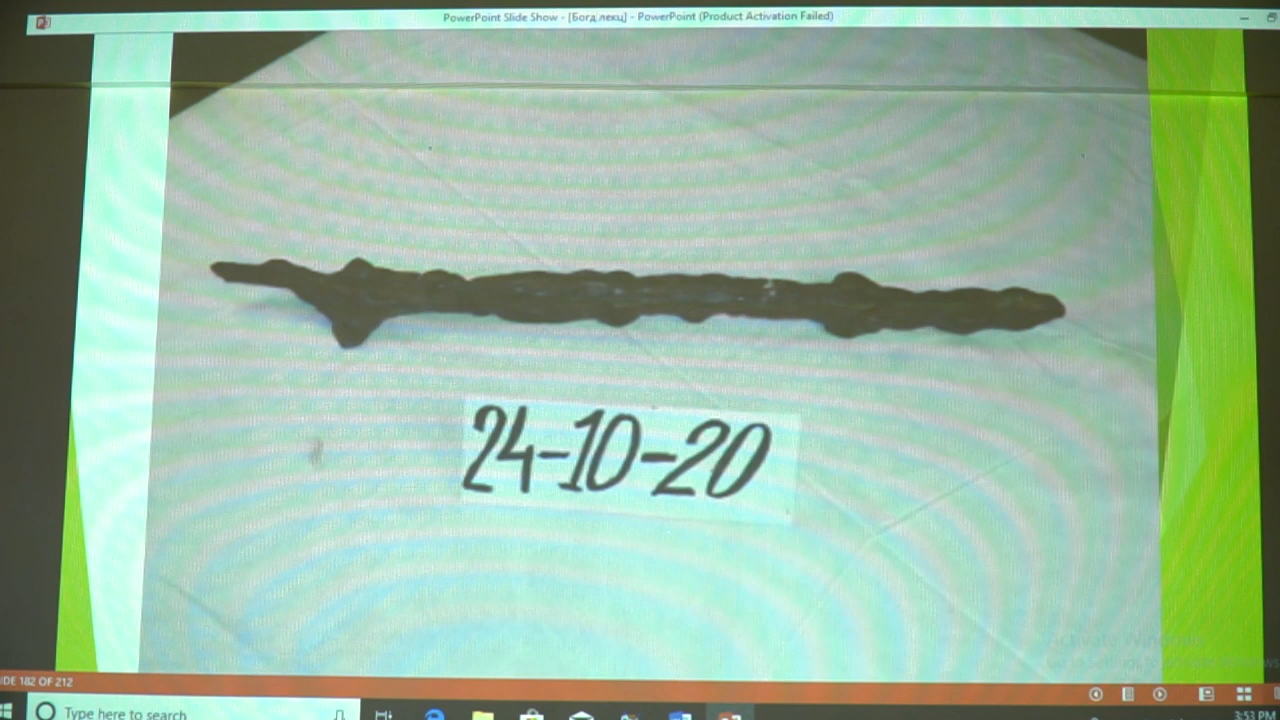 PowerPoint Slide Show - [Богд лекц] - PowerPoint (Product Activation Failed)
24-10-20
IDE 182 OF 212
Type here to search
3:53 PM